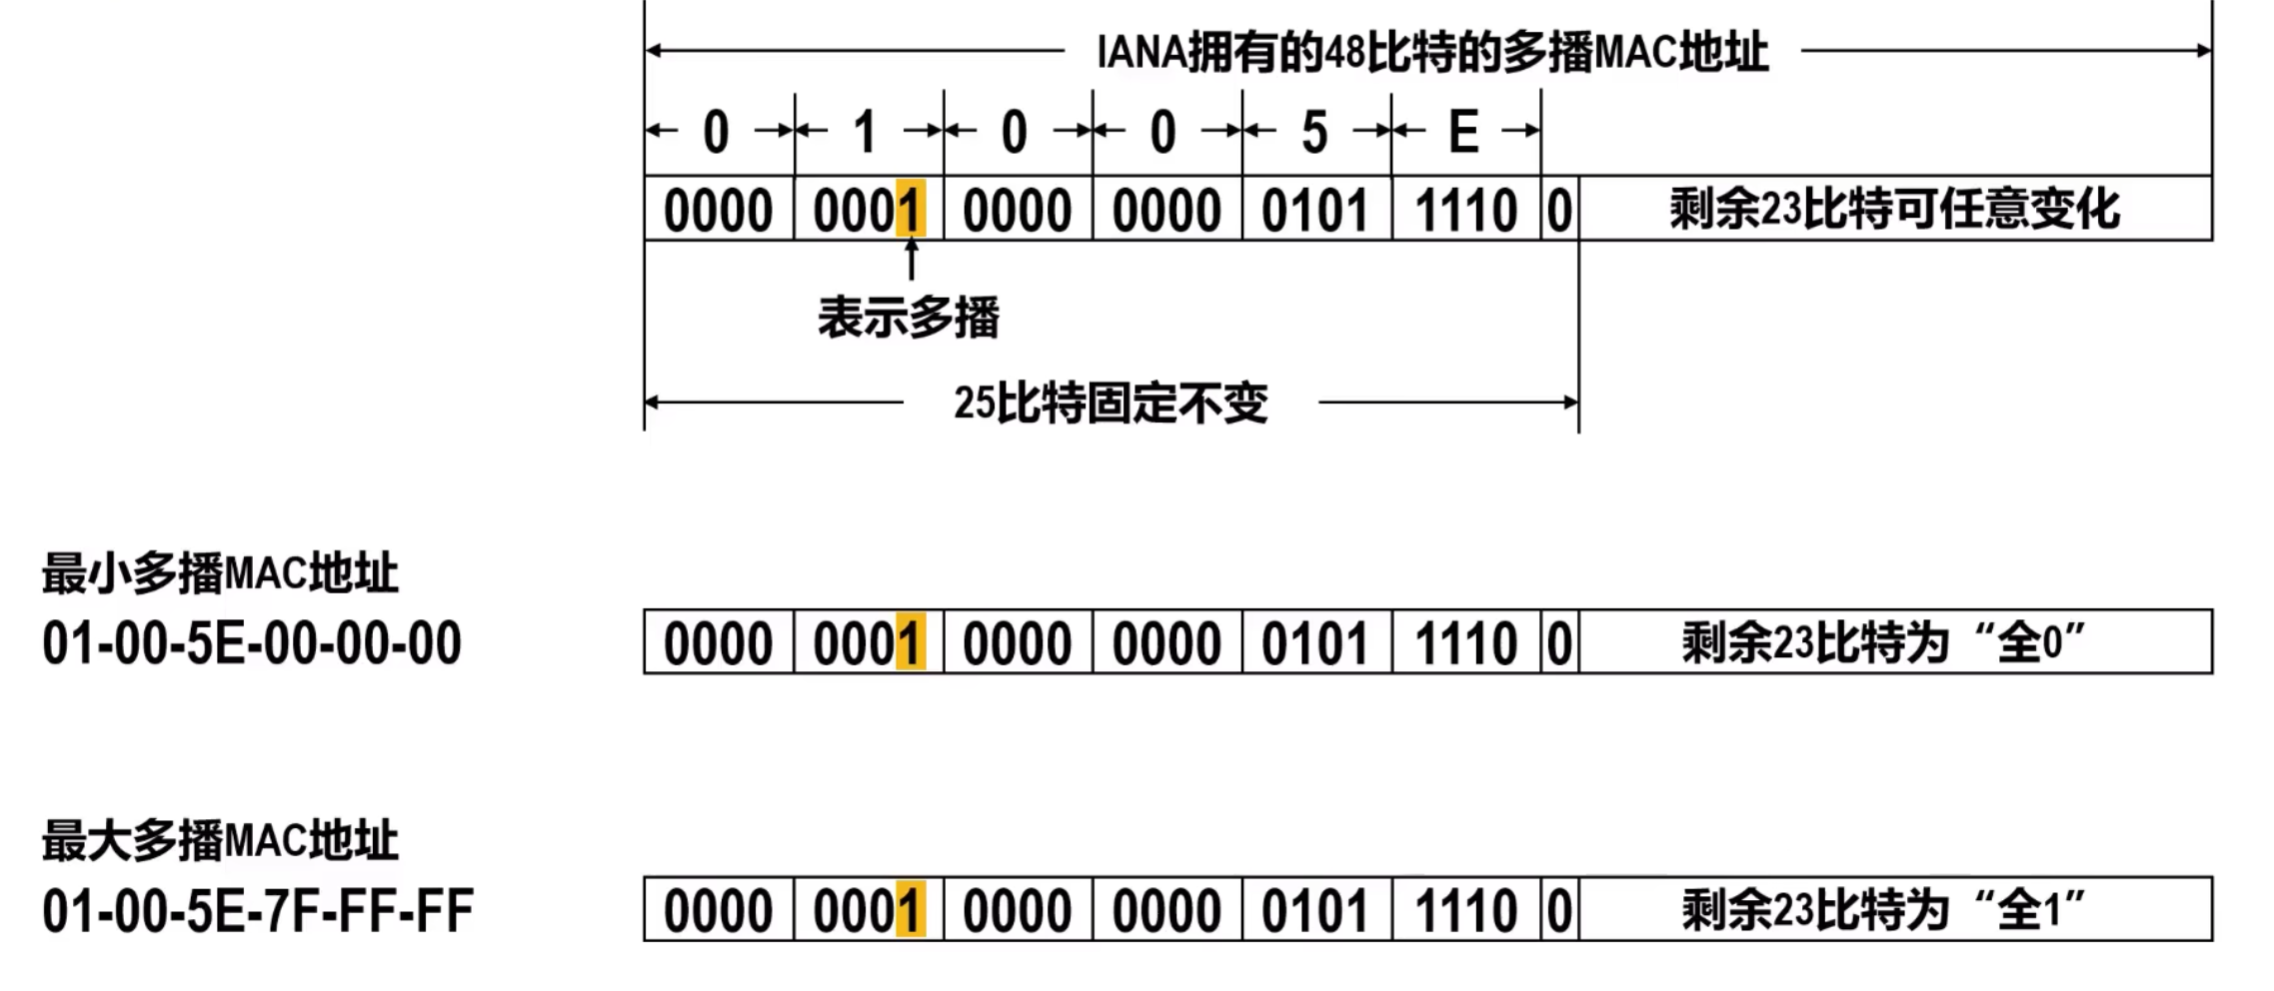 IANA拥有的48比特的多播MAC地址
0 1 0 0 5 E
0000 0001 0000 0000 0101 1110 0 剩余23比特可任意变化
表示多播
25比特固定不变
最小多播MAC地址
01-00-5E-00-00-00 0000 0001 0000 0000 0101 1110 0 剩余23比特为“全0”
最大多播MAC地址
01-00-5E-7F-FF-FF 0000 0001 0000 0000 0101 1110 0 剩余23比特为“全1”